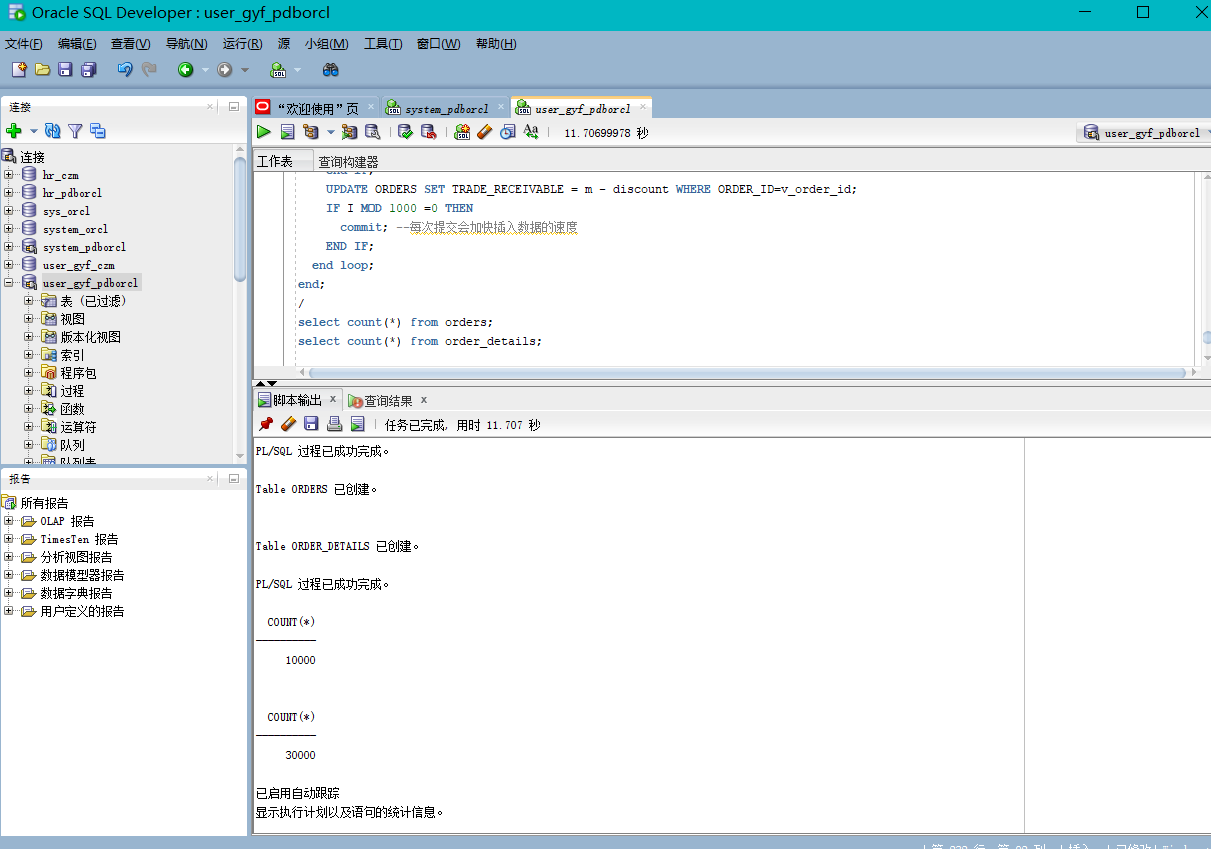 Oracle SQL Developer : user_gyf_pdborcl
文件(F) 编辑(E) 查看(V) 导航(N) 运行(R) 源 小组(M) 工具(T) 窗口(W) 帮助(H)
连接
连接
hr_czm
hr_pdborcl
sys_orcl
system_orcl
system_pdborcl
user_gyf_czm
user_gyf_pdborcl
表（已过滤）
视图
版本化视图
索引
程序包
过程
函数
运算符
队列
队列表
报告
所有报告
OLAP 报告
TimesTen 报告
分析视图报告
数据模型器报告
数据字典报告
用户定义的报告
“欢迎使用”页 system_pdborcl user_gyf_pdborcl
11.70699978 秒 user_gyf_pdborcl
工作表 查询构建器
end if;
UPDATE ORDERS SET TRADE_RECEIVABLE = m - discount WHERE ORDER_ID=v_order_id;
IF I MOD 1000 =0 THEN
commit; --每次提交会加快插入数据的速度
END IF;
end loop;
end;
/
select count(*) from orders;
select count(*) from order_details;
脚本输出 查询结果
任务已完成, 用时 11.707 秒
PL/SQL 过程已成功完成。
Table ORDERS 已创建。
Table ORDER_DETAILS 已创建。
PL/SQL 过程已成功完成。
COUNT(*)
----------
10000
COUNT(*)
----------
30000
已启用自动跟踪
显示执行计划以及语句的统计信息。